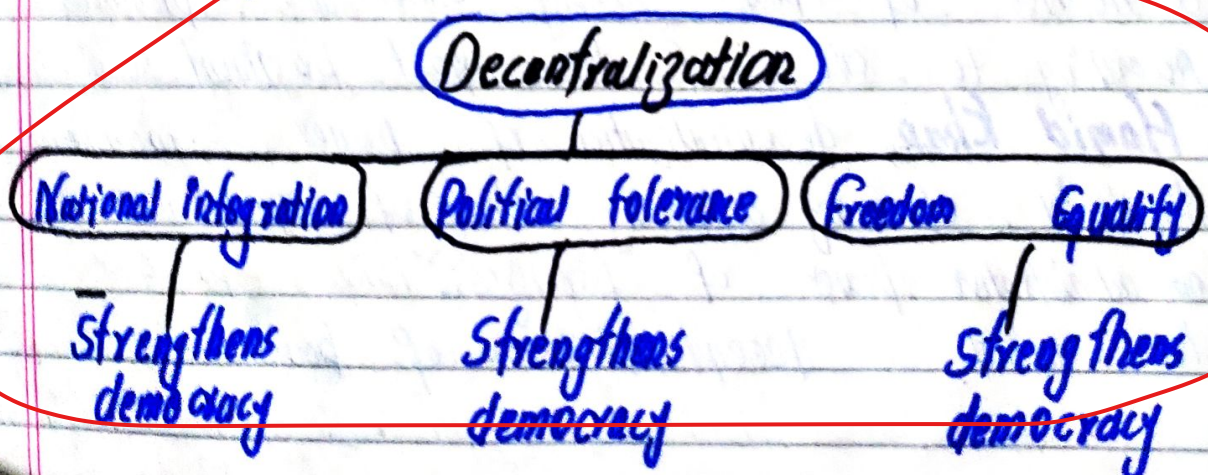 Decentralization
National integration Political tolerance Freedom Equality
Strengthens Strengthens Strengthens
democracy democracy democracy